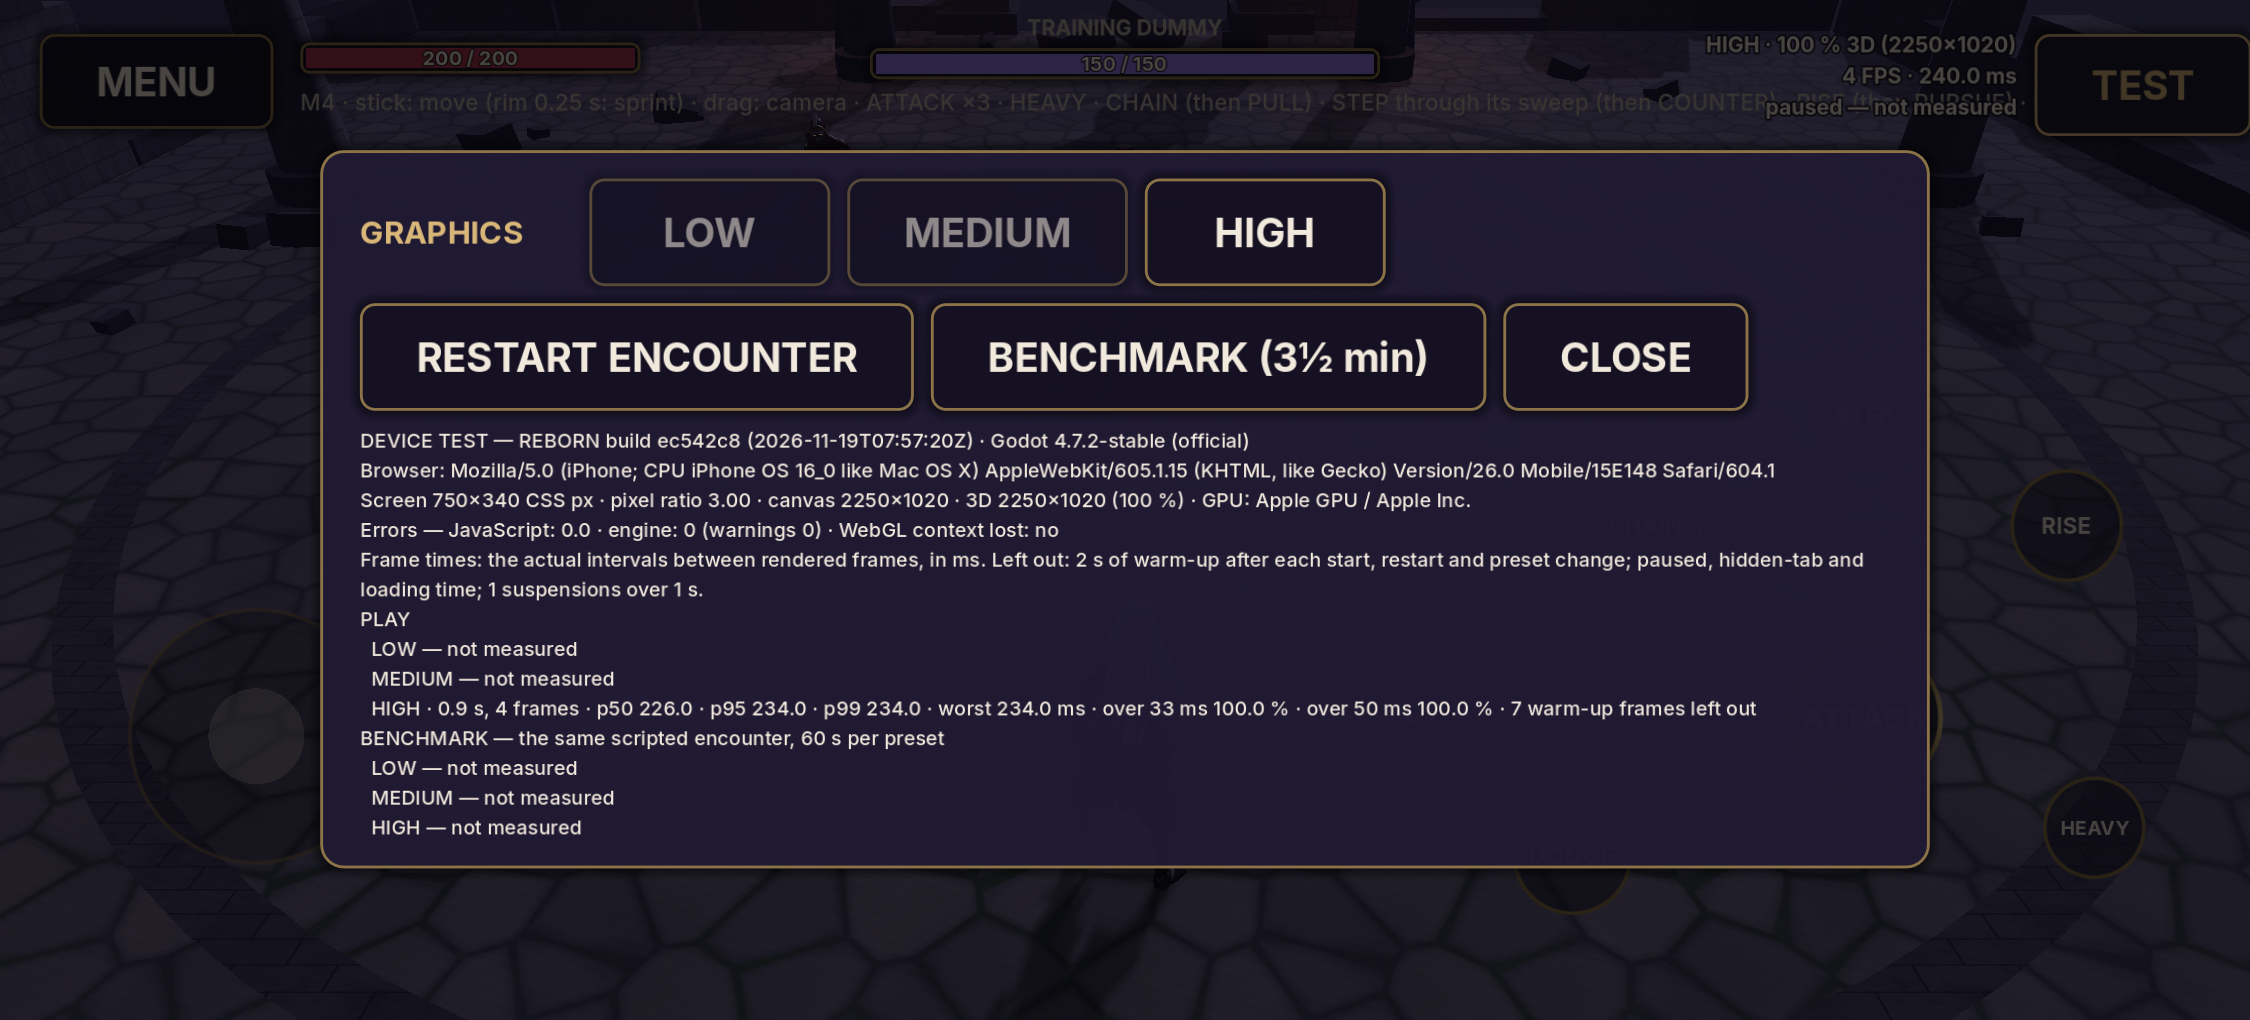 TRAINING DUMMY
MENU
200 / 200
150 / 150
HIGH · 100 % 3D (2250×1020)
4 FPS · 240.0 ms
paused — not measured
TEST
M4 · stick: move (rim 0.25 s: sprint) · drag: camera · ATTACK ×3 · HEAVY · CHAIN (then PULL) · STEP through its sweep (then COUNTER) · RISE (then PURSUE) ·
GRAPHICS
LOW
MEDIUM
HIGH
RESTART ENCOUNTER
BENCHMARK (3½ min)
CLOSE
DEVICE TEST — REBORN build ec542c8 (2026-11-19T07:57:20Z) · Godot 4.7.2-stable (official)
Browser: Mozilla/5.0 (iPhone; CPU iPhone OS 16_0 like Mac OS X) AppleWebKit/605.1.15 (KHTML, like Gecko) Version/26.0 Mobile/15E148 Safari/604.1
Screen 750×340 CSS px · pixel ratio 3.00 · canvas 2250×1020 · 3D 2250×1020 (100 %) · GPU: Apple GPU / Apple Inc.
Errors — JavaScript: 0.0 · engine: 0 (warnings 0) · WebGL context lost: no
Frame times: the actual intervals between rendered frames, in ms. Left out: 2 s of warm-up after each start, restart and preset change; paused, hidden-tab and
loading time; 1 suspensions over 1 s.
PLAY
LOW — not measured
MEDIUM — not measured
HIGH · 0.9 s, 4 frames · p50 226.0 · p95 234.0 · p99 234.0 · worst 234.0 ms · over 33 ms 100.0 % · over 50 ms 100.0 % · 7 warm-up frames left out
BENCHMARK — the same scripted encounter, 60 s per preset
LOW — not measured
MEDIUM — not measured
HIGH — not measured
STEP
RISE
ATTACK
HEAVY